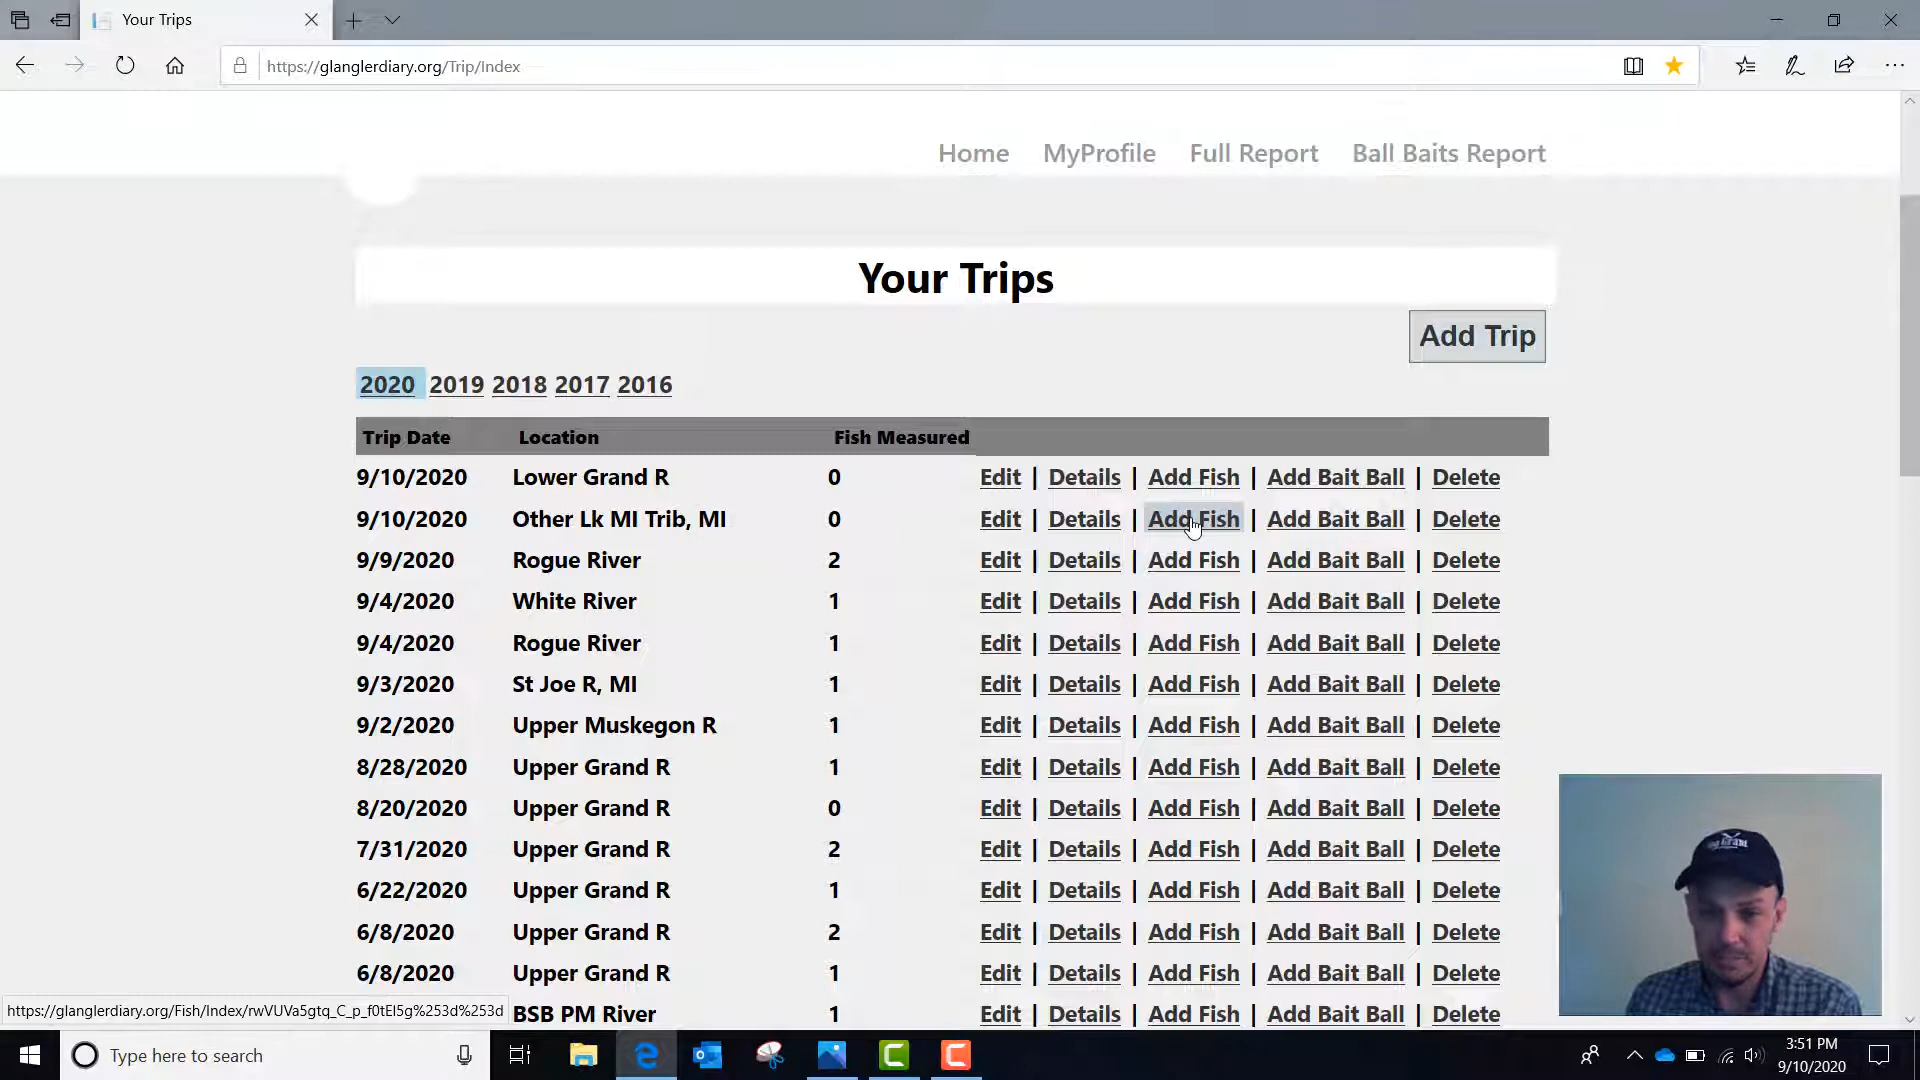 Your Trips
https://glanglerdiary.org/Trip/Index
Home MyProfile Full Report Ball Baits Report
Your Trips
Add Trip
2020 2019 2018 2017 2016
Trip Date Location Fish Measured
9/10/2020 Lower Grand R 0 Edit | Details | Add Fish | Add Bait Ball | Delete
9/10/2020 Other Lk MI Trib, MI 0 Edit | Details | Add Fish | Add Bait Ball | Delete
9/9/2020 Rogue River 2 Edit | Details | Add Fish | Add Bait Ball | Delete
9/4/2020 White River 1 Edit | Details | Add Fish | Add Bait Ball | Delete
9/4/2020 Rogue River 1 Edit | Details | Add Fish | Add Bait Ball | Delete
9/3/2020 St Joe R, MI 1 Edit | Details | Add Fish | Add Bait Ball | Delete
9/2/2020 Upper Muskegon R 1 Edit | Details | Add Fish | Add Bait Ball | Delete
8/28/2020 Upper Grand R 1 Edit | Details | Add Fish | Add Bait Ball | Delete
8/20/2020 Upper Grand R 0 Edit | Details | Add Fish | Add Bait Ball | Delete
7/31/2020 Upper Grand R 2 Edit | Details | Add Fish | Add Bait Ball | Delete
6/22/2020 Upper Grand R 1 Edit | Details | Add Fish | Add Bait Ball | Delete
6/8/2020 Upper Grand R 2 Edit | Details | Add Fish | Add Bait Ball | Delete
6/8/2020 Upper Grand R 1 Edit | Details | Add Fish | Add Bait Ball | Delete
BSB PM River 1 Edit | Details | Add Fish | Add Bait Ball | Delete
https://glanglerdiary.org/Fish/Index/rwVUVa5gtq_C_p_f0tEl5g%253d%253d
Type here to search
3:51 PM
9/10/2020